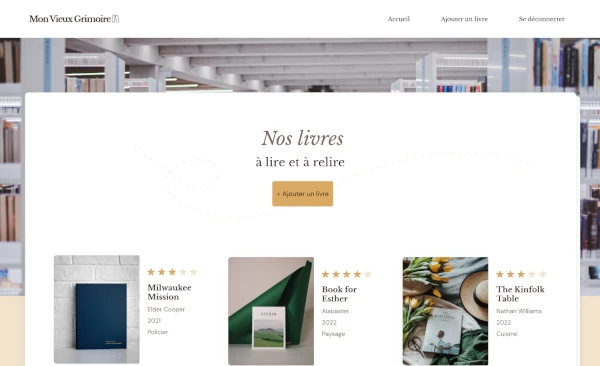 Mon Vieux Grimoire
Accueil
Ajouter un livre
Se déconnecter
Nos livres
à lire et à relire
+ Ajouter un livre
Milwaukee
Mission
Elder Cooper
2021
Policier
Book for
Esther
Alabaster
2022
Paysage
The Kinfolk
Table
Nathan Williams
2022
Cuisine